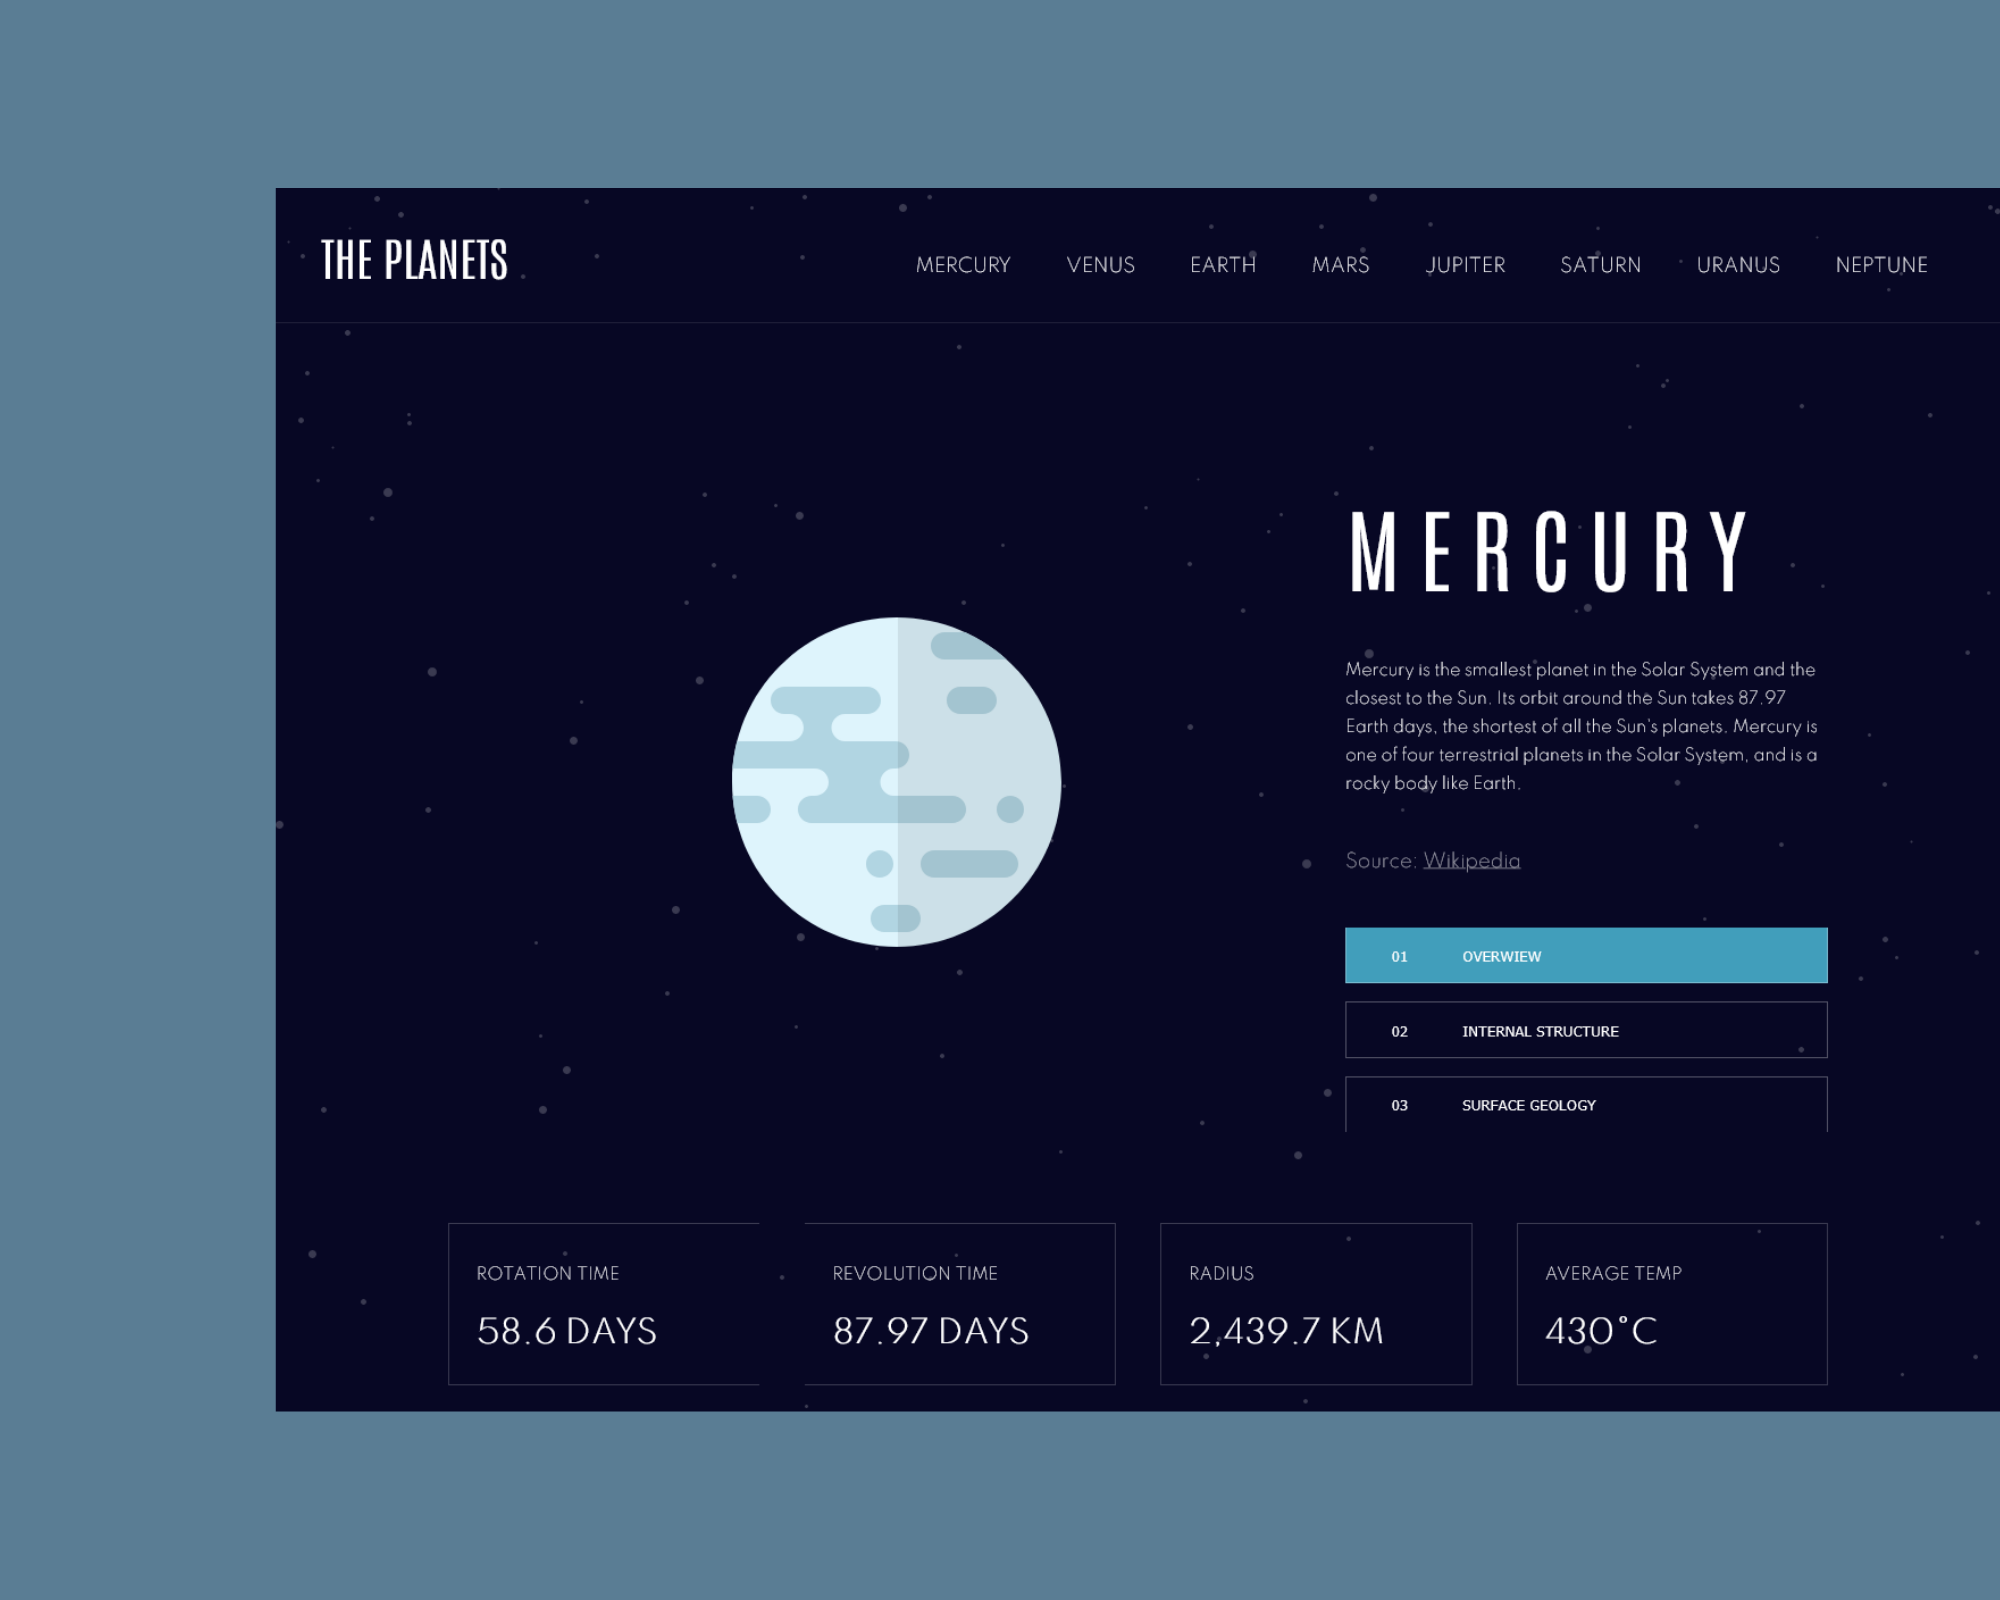 THE PLANETS
MERCURY VENUS EARTH MARS JUPITER SATURN URANUS NEPTUNE
MERCURY
Mercury is the smallest planet in the Solar System and the
closest to the Sun. Its orbit around the Sun takes 87.97
Earth days, the shortest of all the Sun's planets. Mercury is
one of four terrestrial planets in the Solar System, and is a
rocky body like Earth.
Source: Wikipedia
01 OVERWIEW
02 INTERNAL STRUCTURE
03 SURFACE GEOLOGY
ROTATION TIME
58.6 DAYS
REVOLUTION TIME
87.97 DAYS
RADIUS
2,439.7 KM
AVERAGE TEMP
430°C